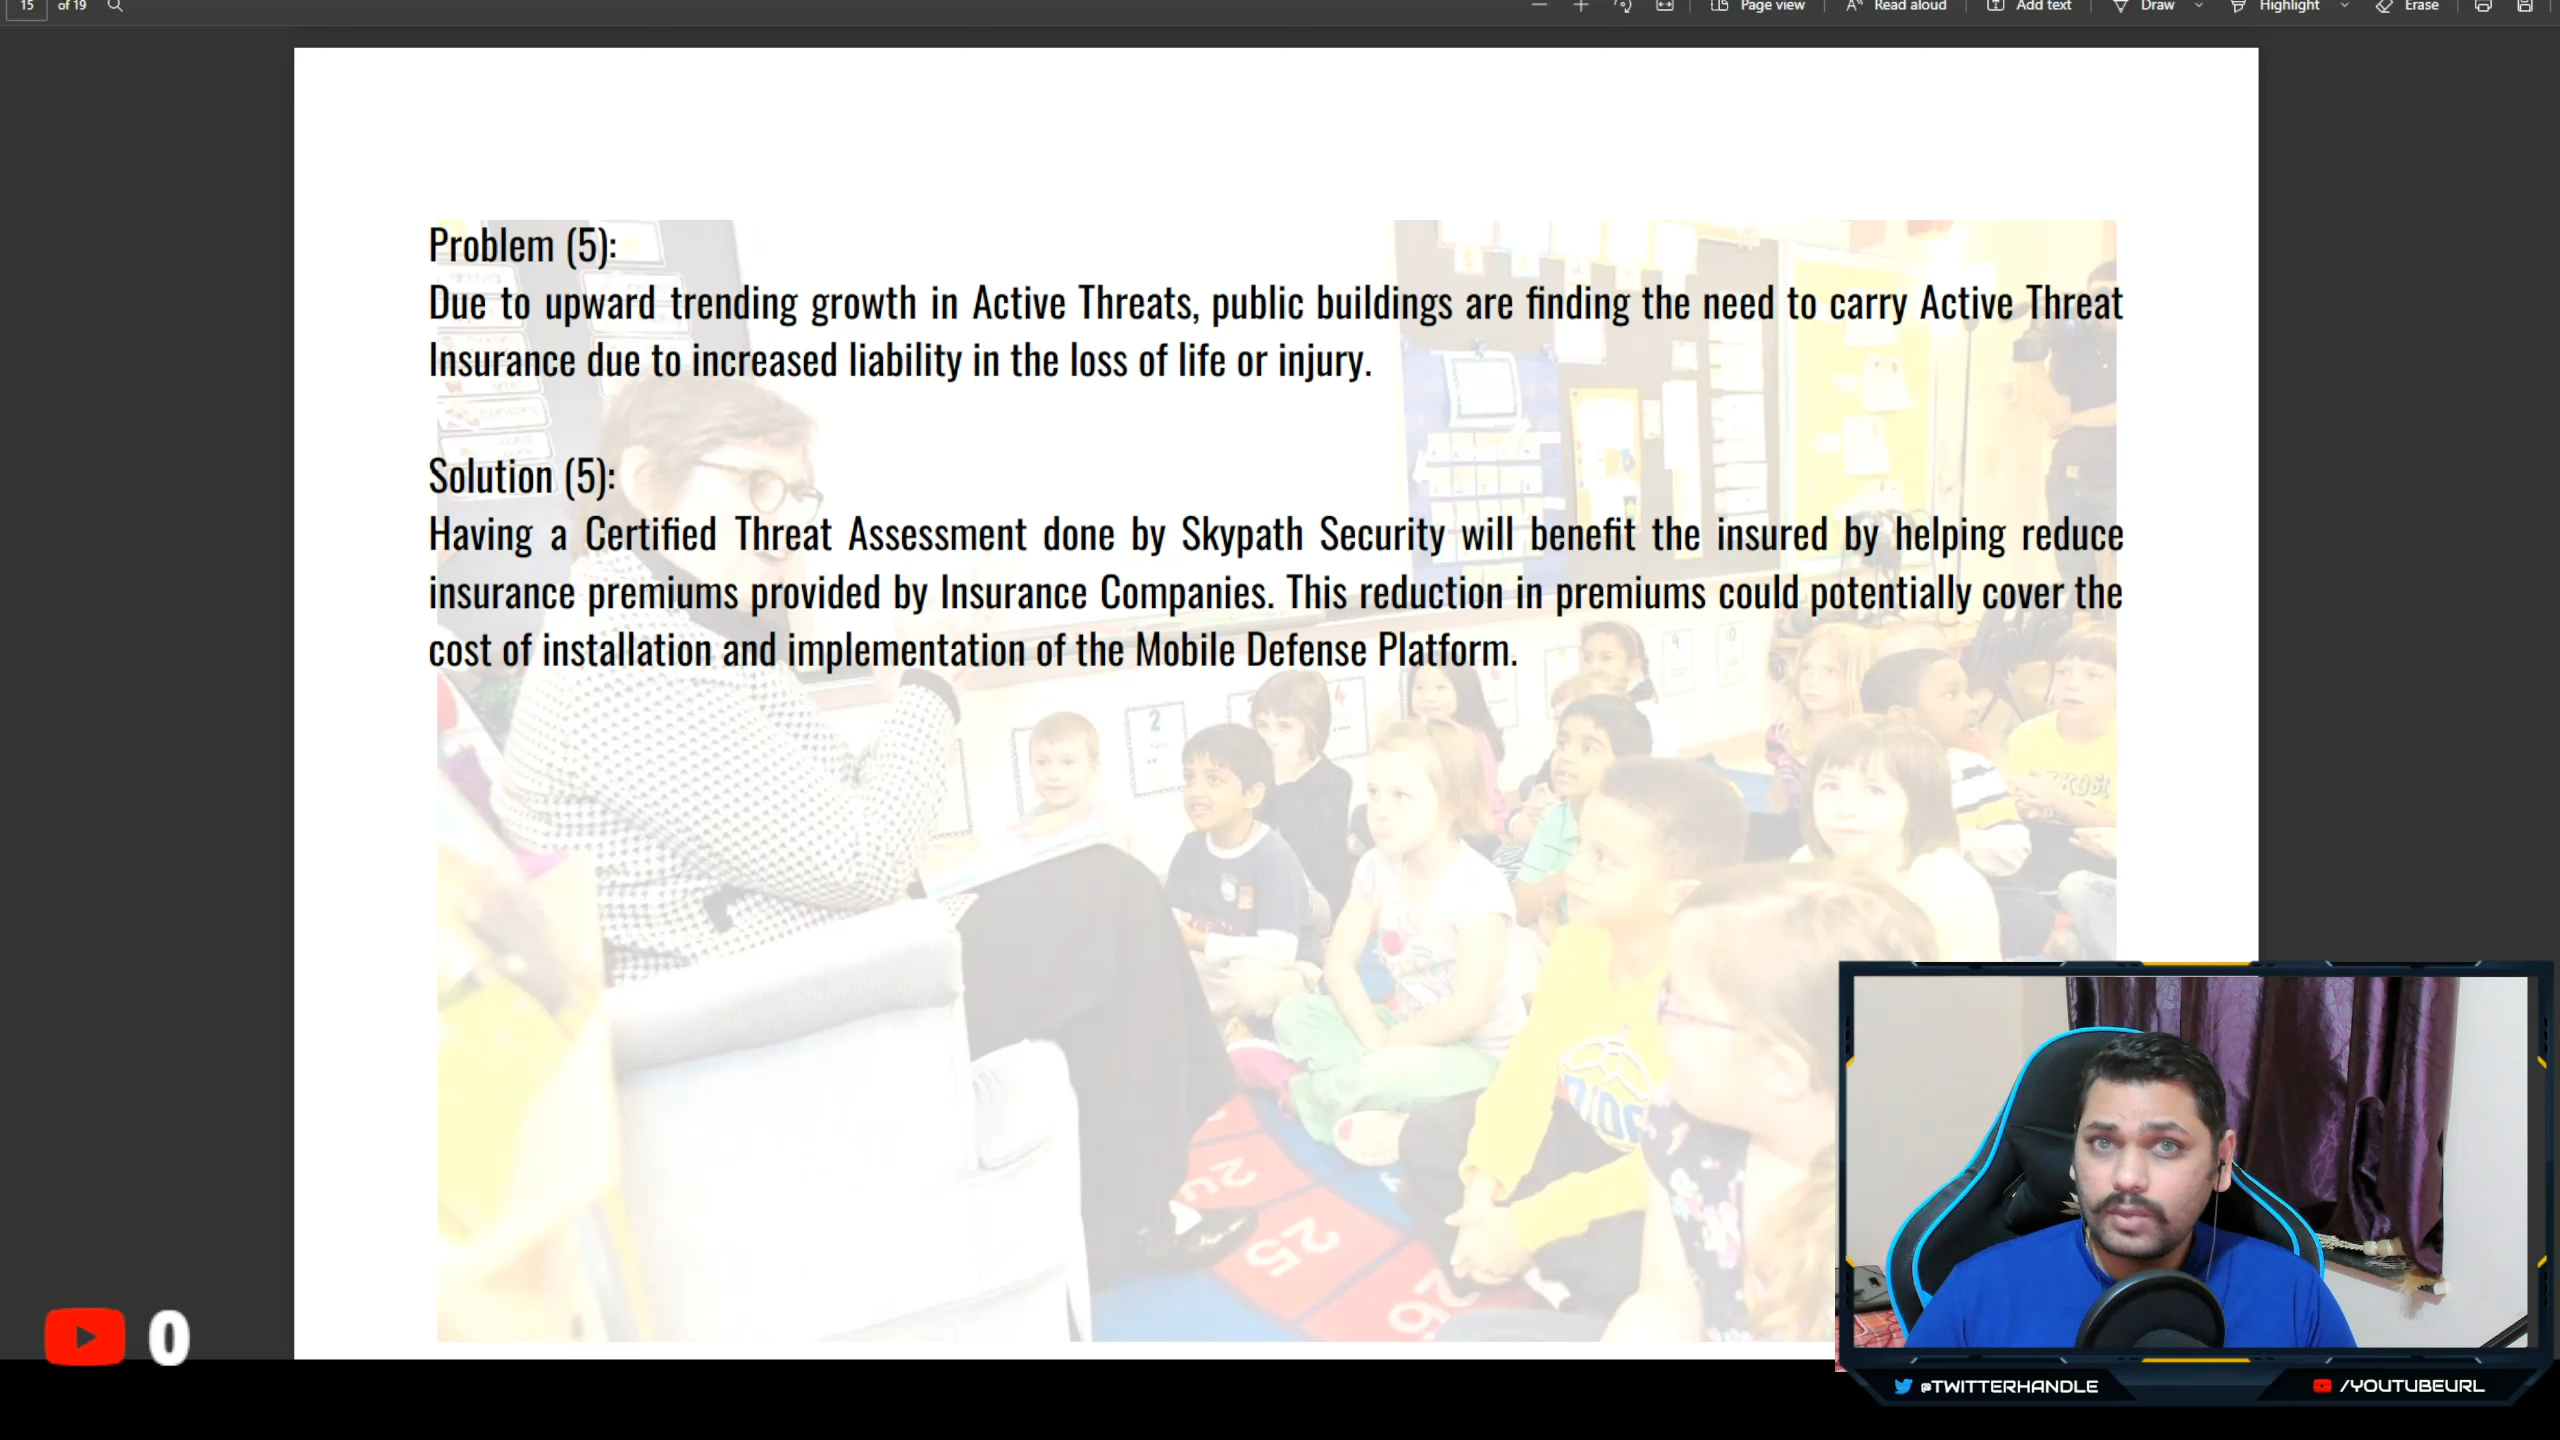 15 of 19 Page view Read aloud Add text Draw Highlight Erase
Problem (5):
Due to upward trending growth in Active Threats, public buildings are finding the need to carry Active Threat
Insurance due to increased liability in the loss of life or injury.
Solution (5):
Having a Certified Threat Assessment done by Skypath Security will benefit the insured by helping reduce
insurance premiums provided by Insurance Companies. This reduction in premiums could potentially cover the
cost of installation and implementation of the Mobile Defense Platform.
2
4
25
26
0
@TWITTERHANDLE /YOUTUBEURL